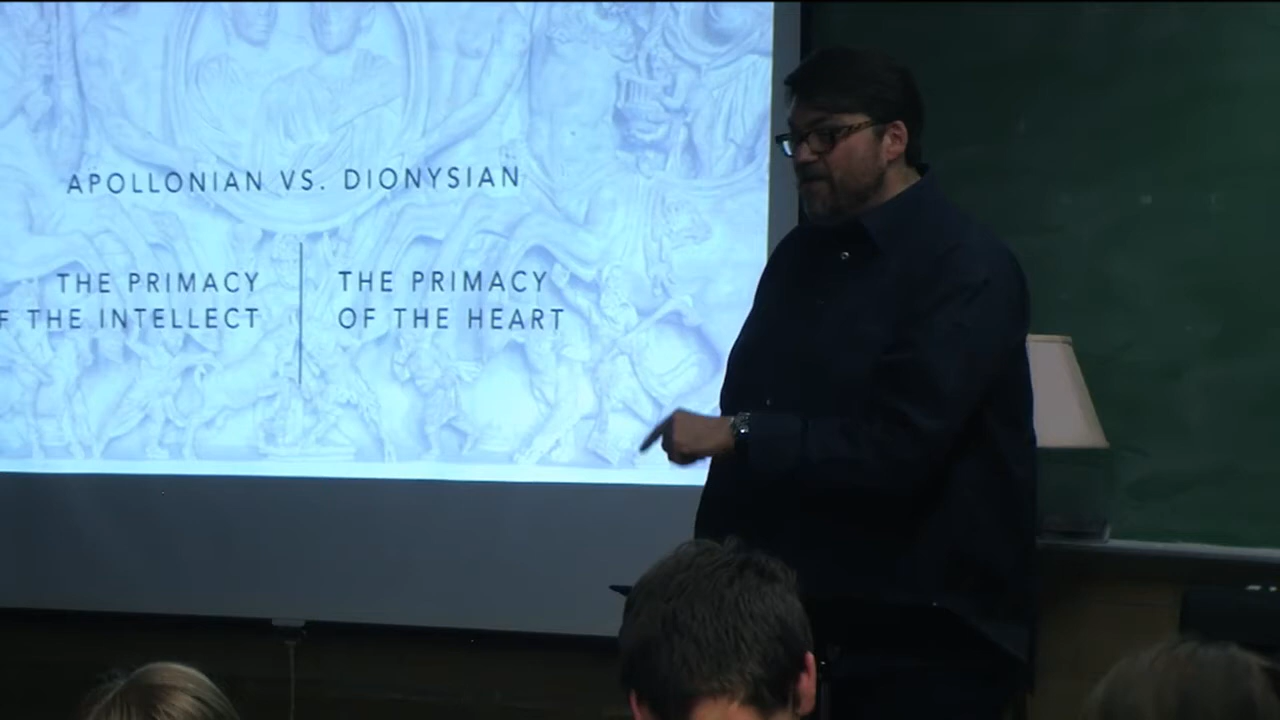 APOLLONIAN VS. DIONYSIAN
THE PRIMACY
F THE INTELLECT
THE PRIMACY
OF THE HEART